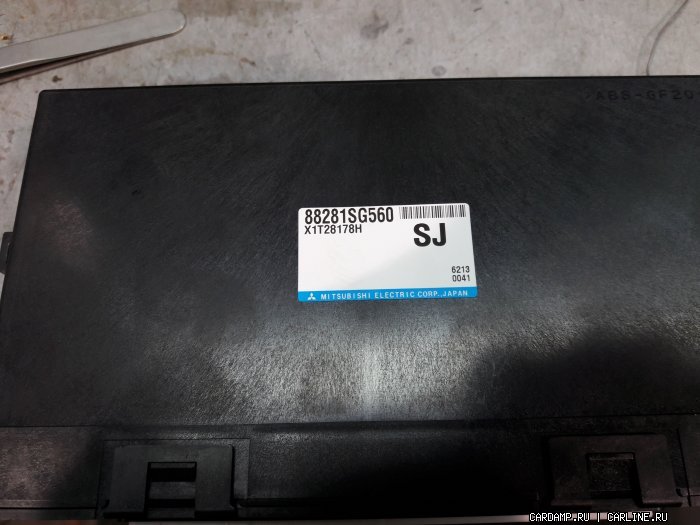 >ABS-GF20
88281SG560
X1T28178H
SJ
6213
0041
MITSUBISHI ELECTRIC CORP.,JAPAN
CARDAMP.RU | CARLINE.RU